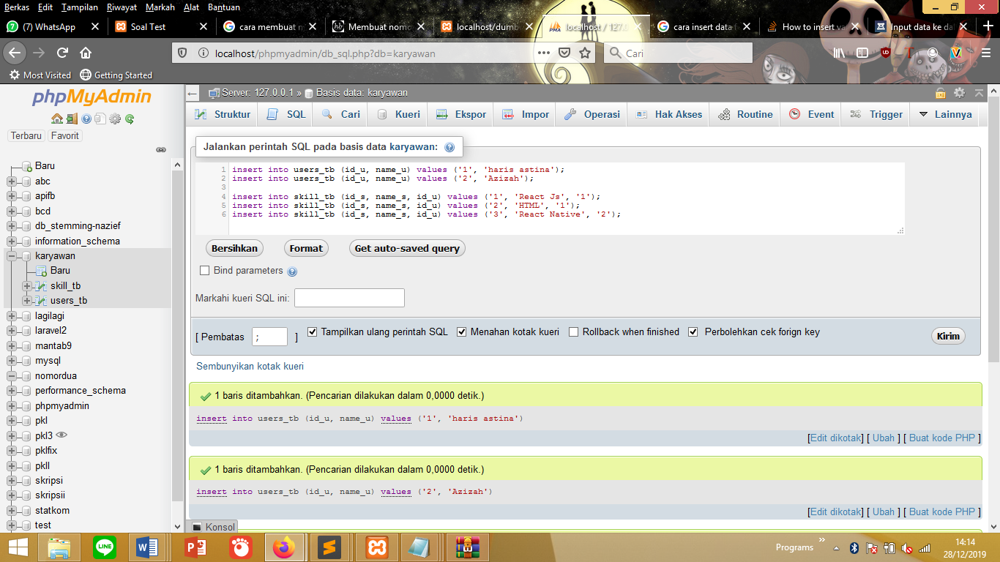 Berkas Edit Tampilan Riwayat Markah Alat Bantuan
(7) WhatsApp
Soal Test
cara membuat n
Membuat nomo
localhost/dumb
localhost / 127.0
cara insert data f
How to insert va
Input data ke dal
localhost/phpmyadmin/db_sql.php?db=karyawan
Cari
Most Visited Getting Started
phpMyAdmin
Terbaru Favorit
Baru
abc
apifb
bcd
db_stemming-nazief
information_schema
karyawan
Baru
skill_tb
users_tb
lagilagi
laravel2
mantab9
mysql
nomordua
performance_schema
phpmyadmin
pkl
pkl3
pklfix
pkll
skripsi
skripsii
statkom
test
Server: 127.0.0.1 » Basis data: karyawan
Struktur SQL Cari Kueri Ekspor Impor Operasi Hak Akses Routine Event Trigger Lainnya
Jalankan perintah SQL pada basis data karyawan:
1 insert into users_tb (id_u, name_u) values ('1', 'haris astina');
2 insert into users_tb (id_u, name_u) values ('2', 'Azizah');
3
4 insert into skill_tb (id_s, name_s, id_u) values ('1', 'React Js', '1');
5 insert into skill_tb (id_s, name_s, id_u) values ('2', 'HTML', '1');
6 insert into skill_tb (id_s, name_s, id_u) values ('3', 'React Native', '2');
Bersihkan Format Get auto-saved query
Bind parameters
Markahi kueri SQL ini:
[ Pembatas ; ] Tampilkan ulang perintah SQL Menahan kotak kueri Rollback when finished Perbolehkan cek forign key Kirim
Sembunyikan kotak kueri
1 baris ditambahkan. (Pencarian dilakukan dalam 0,0000 detik.)
insert into users_tb (id_u, name_u) values ('1', 'haris astina')
[Edit dikotak] [ Ubah ] [ Buat kode PHP ]
1 baris ditambahkan. (Pencarian dilakukan dalam 0,0000 detik.)
insert into users_tb (id_u, name_u) values ('2', 'Azizah')
[Edit dikotak] [ Ubah ] [ Buat kode PHP ]
Konsol
Programs
14:14
28/12/2019